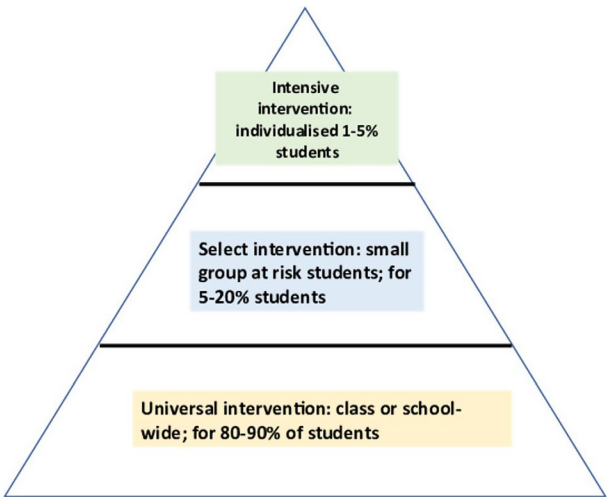 Intensive
intervention:
individualised 1-5%
students
Select intervention: small
group at risk students; for
5-20% students
Universal intervention: class or school-
wide; for 80-90% of students